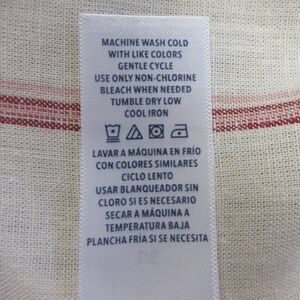 MACHINE WASH COLD
WITH LIKE COLORS
GENTLE CYCLE
USE ONLY NON-CHLORINE
BLEACH WHEN NEEDED
TUMBLE DRY LOW
COOL IRON
LAVAR A MÁQUINA EN FRÍO
CON COLORES SIMILARES
CICLO LENTO
USAR BLANQUEADOR SIN
CLORO SI ES NECESARIO
SECAR A MÁQUINA A
TEMPERATURA BAJA
PLANCHA FRÍA SI SE NECESITA